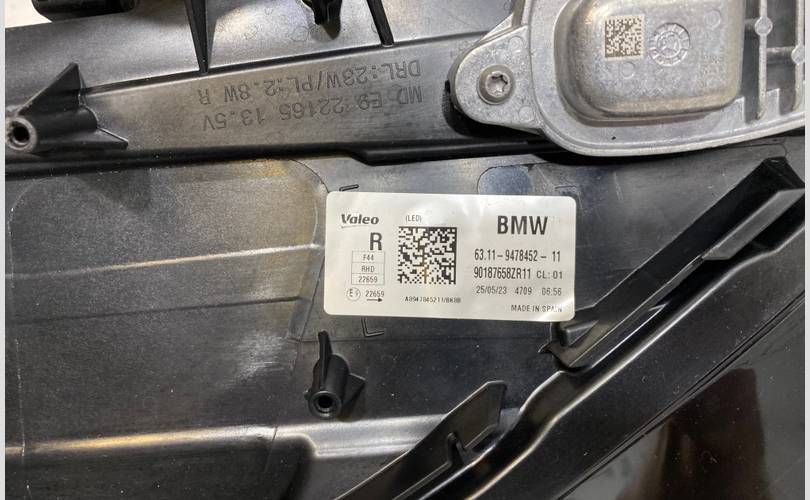 MD E9 22165 13.5V
DRL:23W/PL:2.8W R
Valeo
(LED)
BMW
R
F44
RHD
22659
63.11-9478452-11
90187658ZR11 CL:01
E9 22659
25/05/23 4709 06:56
MADE IN SPAIN